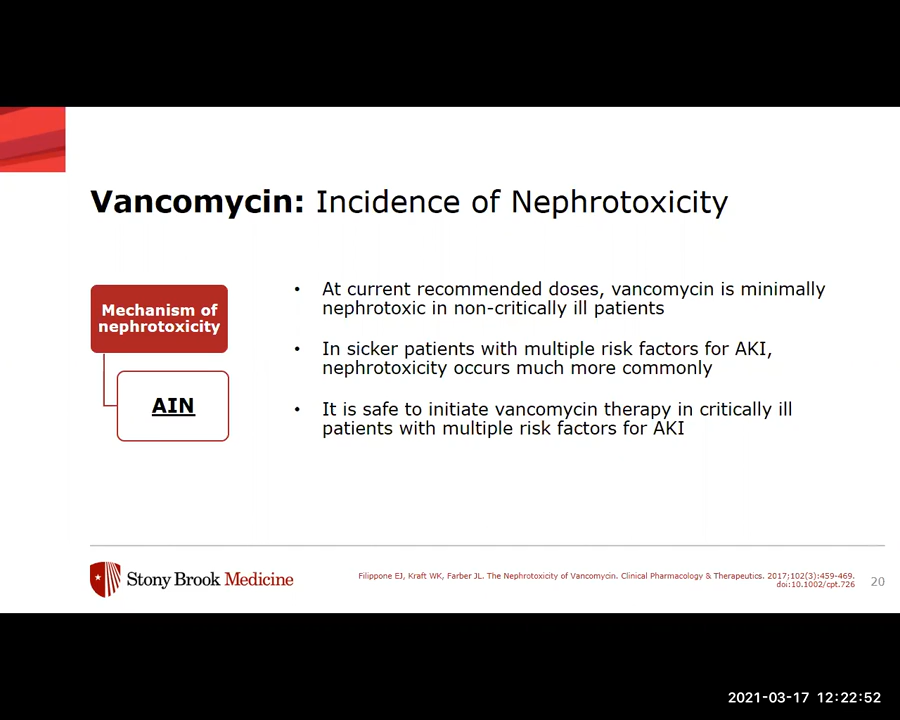 Vancomycin: Incidence of Nephrotoxicity
Mechanism of
nephrotoxicity
AIN
• At current recommended doses, vancomycin is minimally
nephrotoxic in non-critically ill patients
• In sicker patients with multiple risk factors for AKI,
nephrotoxicity occurs much more commonly
• It is safe to initiate vancomycin therapy in critically ill
patients with multiple risk factors for AKI
Stony Brook Medicine
Filippone EJ, Kraft WK, Farber JL. The Nephrotoxicity of Vancomycin. Clinical Pharmacology & Therapeutics. 2017;102(3):459-469.
doi:10.1002/cpt.726
20
2021-03-17 12:22:52